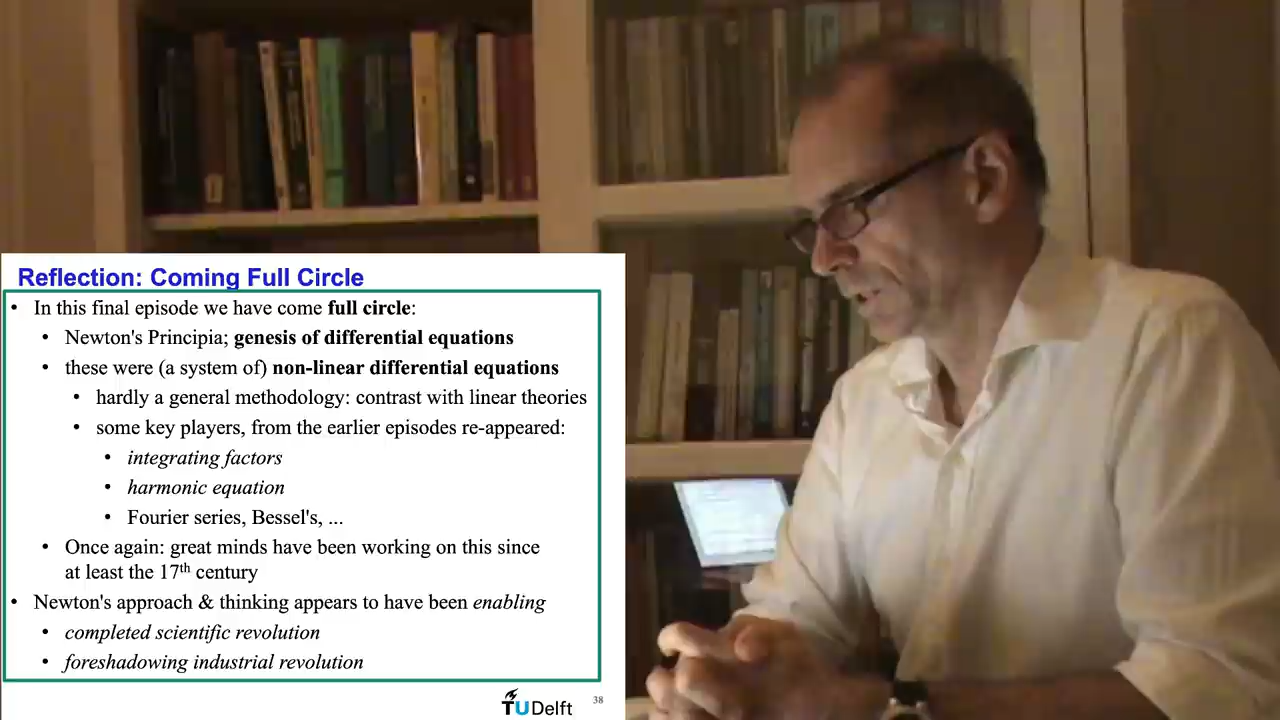 Reflection: Coming Full Circle
• In this final episode we have come full circle:
• Newton's Principia; genesis of differential equations
• these were (a system of) non-linear differential equations
• hardly a general methodology: contrast with linear theories
• some key players, from the earlier episodes re-appeared:
• integrating factors
• harmonic equation
• Fourier series, Bessel's, ...
• Once again: great minds have been working on this since
at least the 17th century
• Newton's approach & thinking appears to have been enabling
• completed scientific revolution
• foreshadowing industrial revolution
TU Delft
38